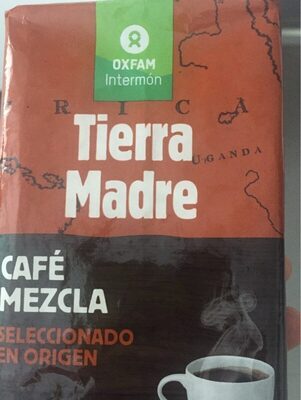 OXFAM
Intermón
RICA
UGANDA
Tierra
Madre
CAFÉ
MEZCLA
SELECCIONADO
EN ORIGEN